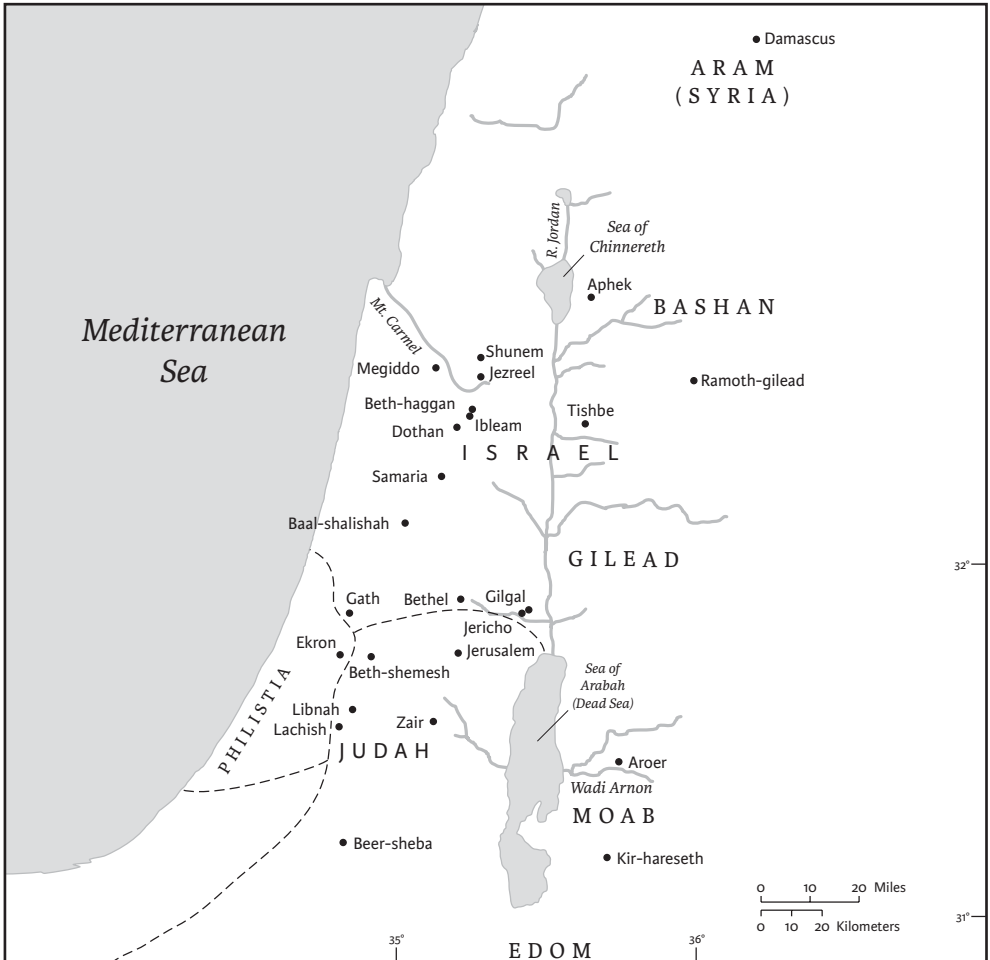 Damascus
ARAM
(SYRIA)
R. Jordan
Sea of
Chinnereth
Aphek
BASHAN
Mediterranean
Sea
Mt. Carmel
Shunem
Megiddo
Jezreel
Ramoth-gilead
Beth-haggan
Tishbe
Ibleam
Dothan
ISRAEL
Samaria
Baal-shalishah
GILEAD
32°
Gath
Bethel
Gilgal
Jericho
Ekron
Jerusalem
Beth-shemesh
Sea of
Arabah
(Dead Sea)
PHILISTIA
Libnah
Lachish
Zair
JUDAH
Aroer
Wadi Arnon
MOAB
Beer-sheba
Kir-hareseth
0 10 20 Miles
0 10 20 Kilometers
31°
35°
36°
EDOM